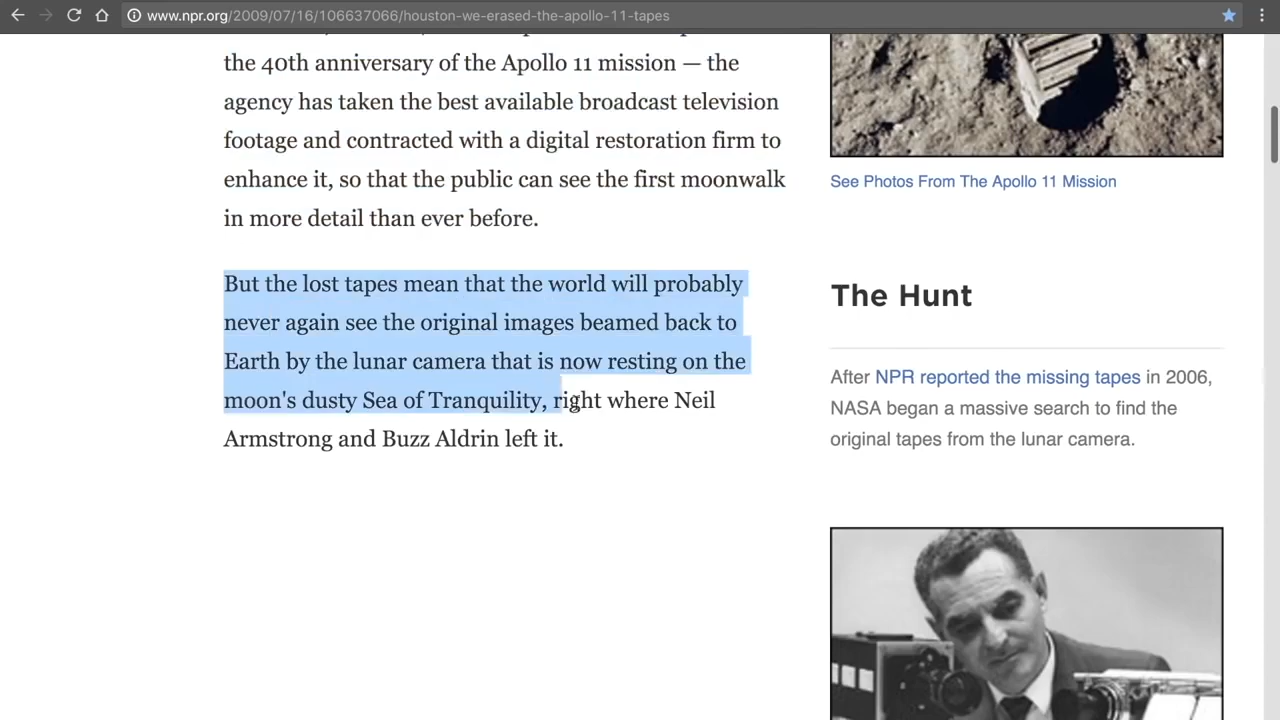 www.npr.org/2009/07/16/106637066/houston-we-erased-the-apollo-11-tapes
the 40th anniversary of the Apollo 11 mission — the
agency has taken the best available broadcast television
footage and contracted with a digital restoration firm to
enhance it, so that the public can see the first moonwalk
in more detail than ever before.
But the lost tapes mean that the world will probably
never again see the original images beamed back to
Earth by the lunar camera that is now resting on the
moon's dusty Sea of Tranquility, right where Neil
Armstrong and Buzz Aldrin left it.
See Photos From The Apollo 11 Mission
The Hunt
After NPR reported the missing tapes in 2006,
NASA began a massive search to find the
original tapes from the lunar camera.